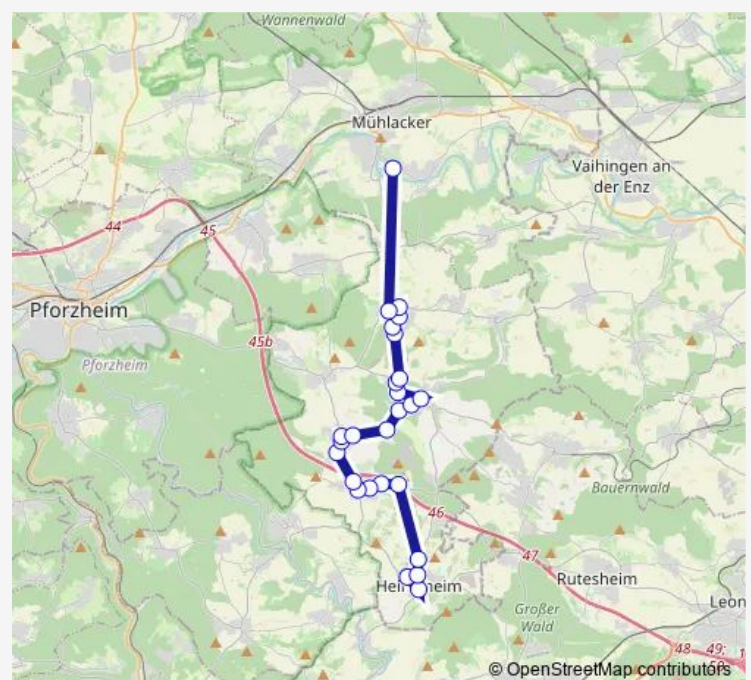 Wannenwald
Mühlacker
Vaihingen an
der Enz
44
45
Pforzheim
45b
Pforzheim
Bauernwald
46
47
Rutesheim
Leon
Großer
Wald
48 49;
© OpenStreetMap contributors